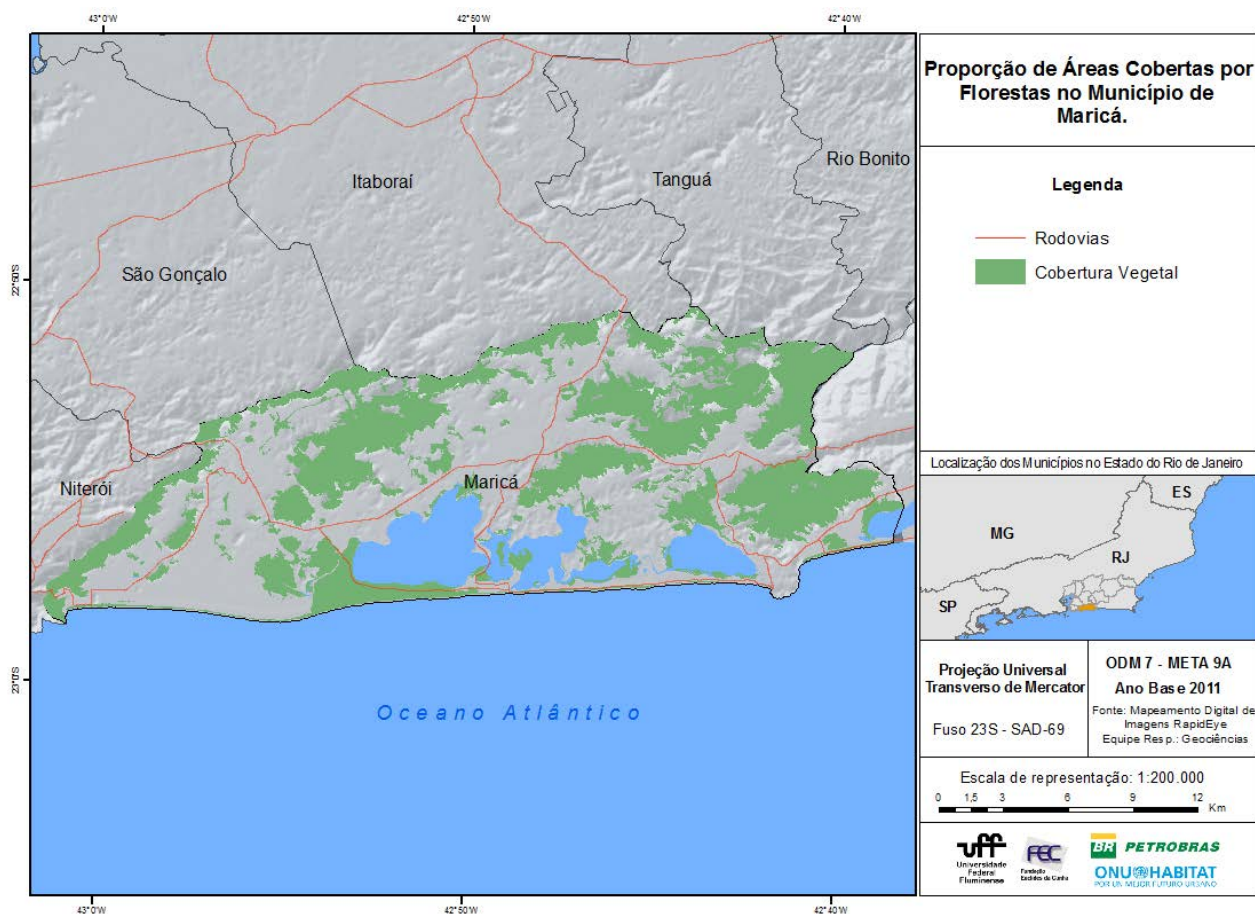 43°0'W
42°50'W
42°40'W
22°60'S
23°0'S
43°0'W
42°50'W
42°40'W
Itaboraí
Tanguá
Rio Bonito
São Gonçalo
Niterói
Maricá
Oceano Atlântico
Proporção de Áreas Cobertas por
Florestas no Município de
Maricá.
Legenda
Rodovias
Cobertura Vegetal
Localização dos Municípios no Estado do Rio de Janeiro
ES
MG
RJ
SP
Projeção Universal
Transverso de Mercator
Fuso 23S - SAD-69
ODM 7 - META 9A
Ano Base 2011
Fonte: Mapeamento Digital de
Imagens RapidEye
Equipe Resp.: Geociências
Escala de representação: 1:200.000
0 1,5 3 6 9 12
Km
uff
Universidade
Federal
Fluminense
FEC
Fundação
Euclides da Cunha
BR PETROBRAS
ONU HABITAT
POR UN MEJOR FUTURO URBANO